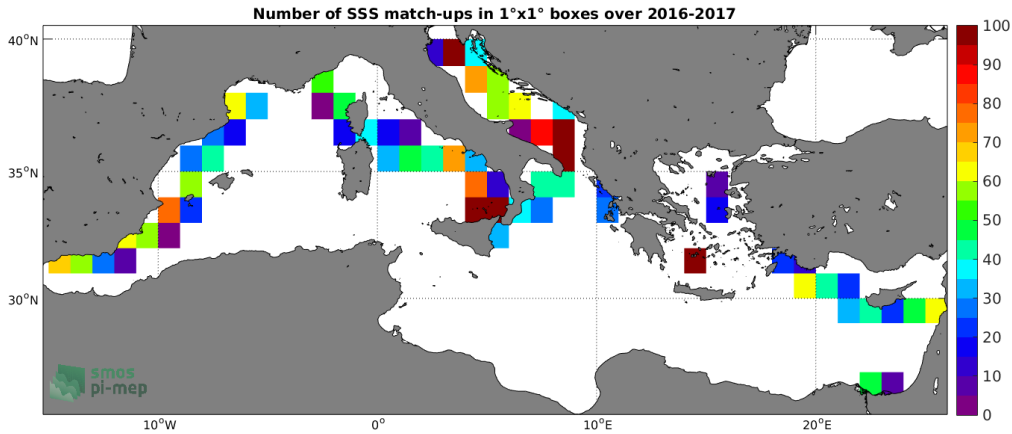 Number of SSS match-ups in 1°x1° boxes over 2016-2017
40°N
35°N
30°N
10°W
0°
10°E
20°E
100
90
80
70
60
50
40
30
20
10
0
smos
pi-mep